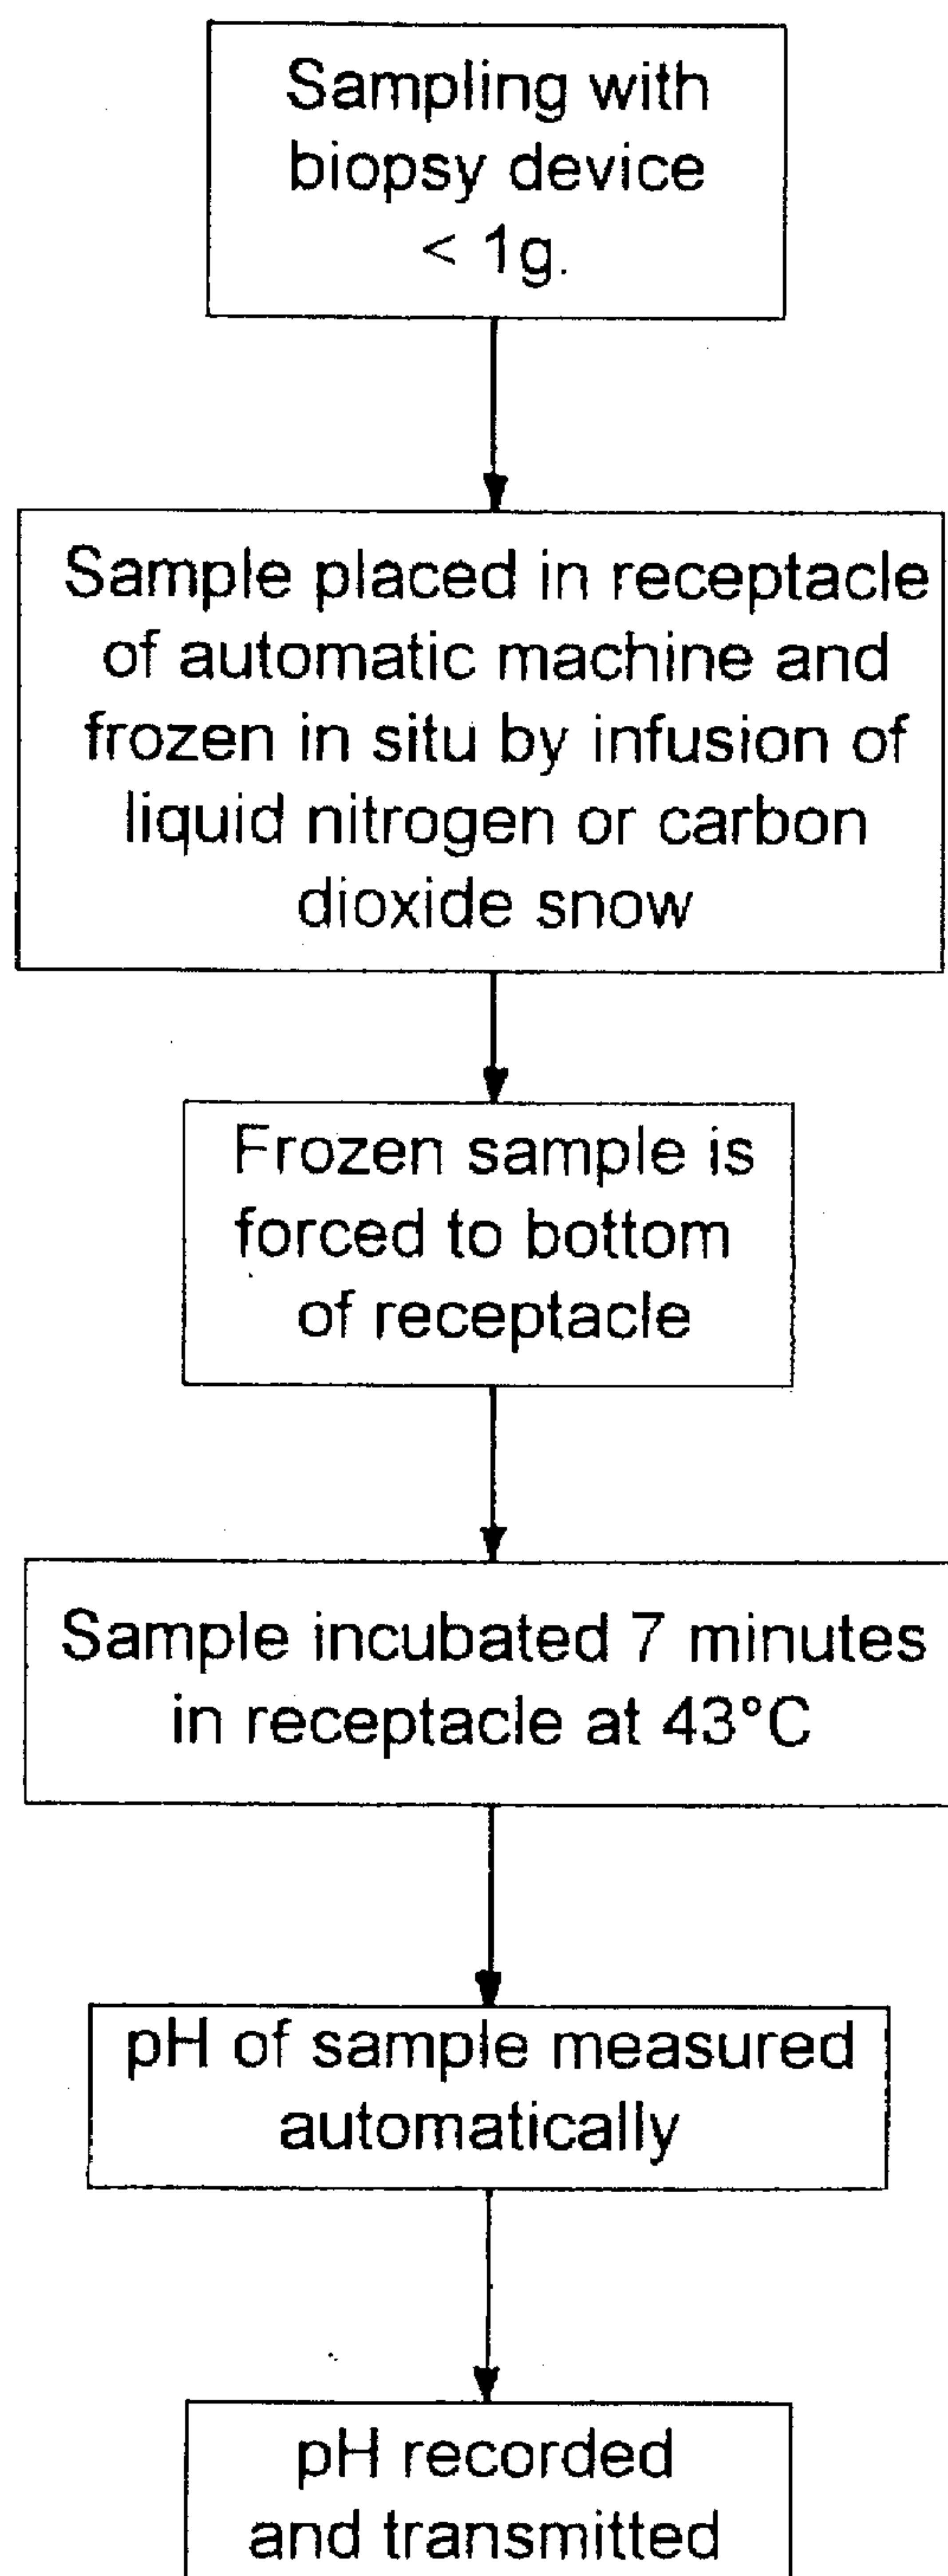 Sampling with
biopsy device
< 1g.
Sample placed in receptacle
of automatic machine and
frozen in situ by infusion of
liquid nitrogen or carbon
dioxide snow
Frozen sample is
forced to bottom
of receptacle
Sample incubated 7 minutes
in receptacle at 43°C
pH of sample measured
automatically
pH recorded
and transmitted